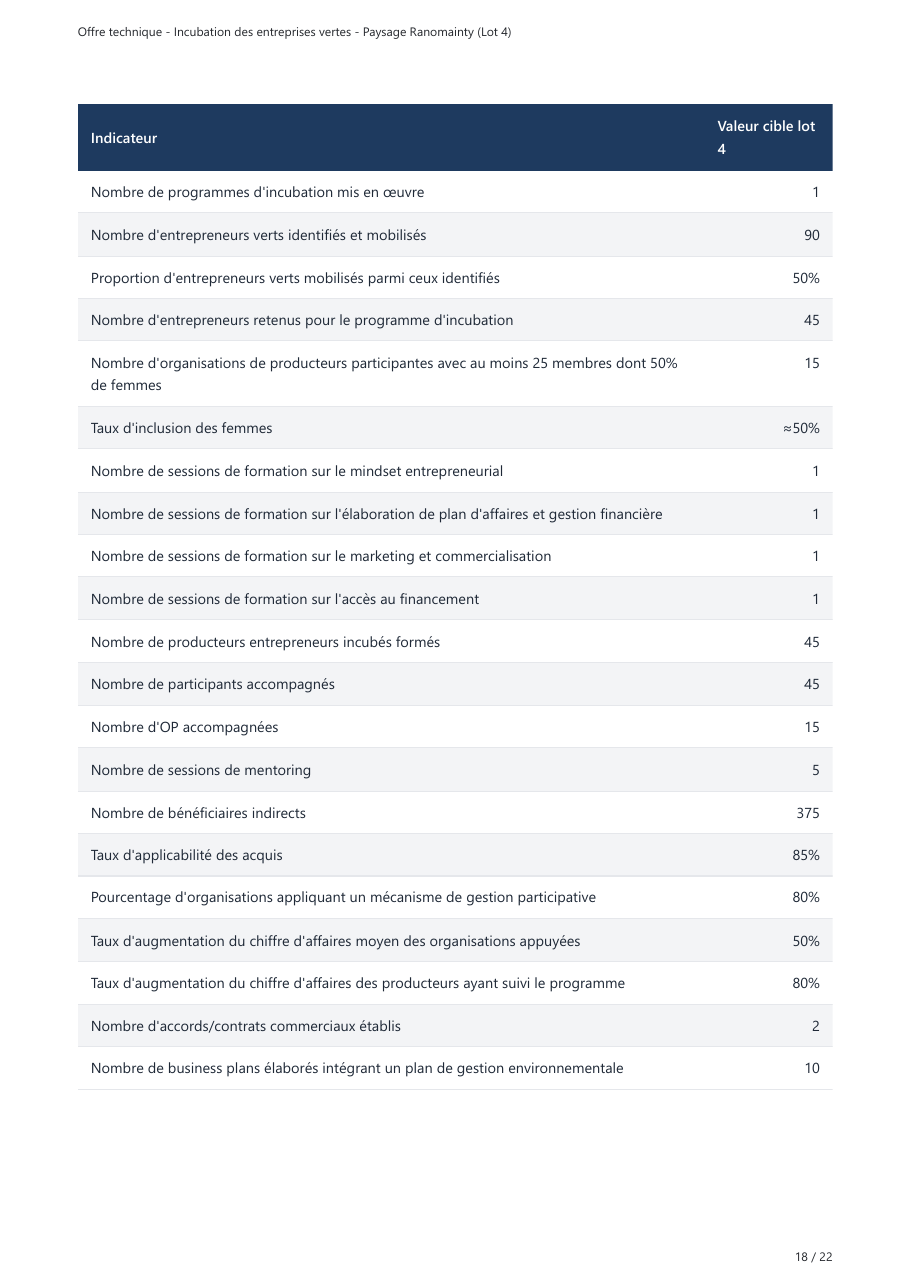 Offre technique - Incubation des entreprises vertes - Paysage Ranomainty (Lot 4)
Indicateur
Valeur cible lot
4
Nombre de programmes d'incubation mis en œuvre 1
Nombre d'entrepreneurs verts identifiés et mobilisés 90
Proportion d'entrepreneurs verts mobilisés parmi ceux identifiés 50%
Nombre d'entrepreneurs retenus pour le programme d'incubation 45
Nombre d'organisations de producteurs participantes avec au moins 25 membres dont 50% 15
de femmes
Taux d'inclusion des femmes ≈50%
Nombre de sessions de formation sur le mindset entrepreneurial 1
Nombre de sessions de formation sur l'élaboration de plan d'affaires et gestion financière 1
Nombre de sessions de formation sur le marketing et commercialisation 1
Nombre de sessions de formation sur l'accès au financement 1
Nombre de producteurs entrepreneurs incubés formés 45
Nombre de participants accompagnés 45
Nombre d'OP accompagnées 15
Nombre de sessions de mentoring 5
Nombre de bénéficiaires indirects 375
Taux d'applicabilité des acquis 85%
Pourcentage d'organisations appliquant un mécanisme de gestion participative 80%
Taux d'augmentation du chiffre d'affaires moyen des organisations appuyées 50%
Taux d'augmentation du chiffre d'affaires des producteurs ayant suivi le programme 80%
Nombre d'accords/contrats commerciaux établis 2
Nombre de business plans élaborés intégrant un plan de gestion environnementale 10
18 / 22